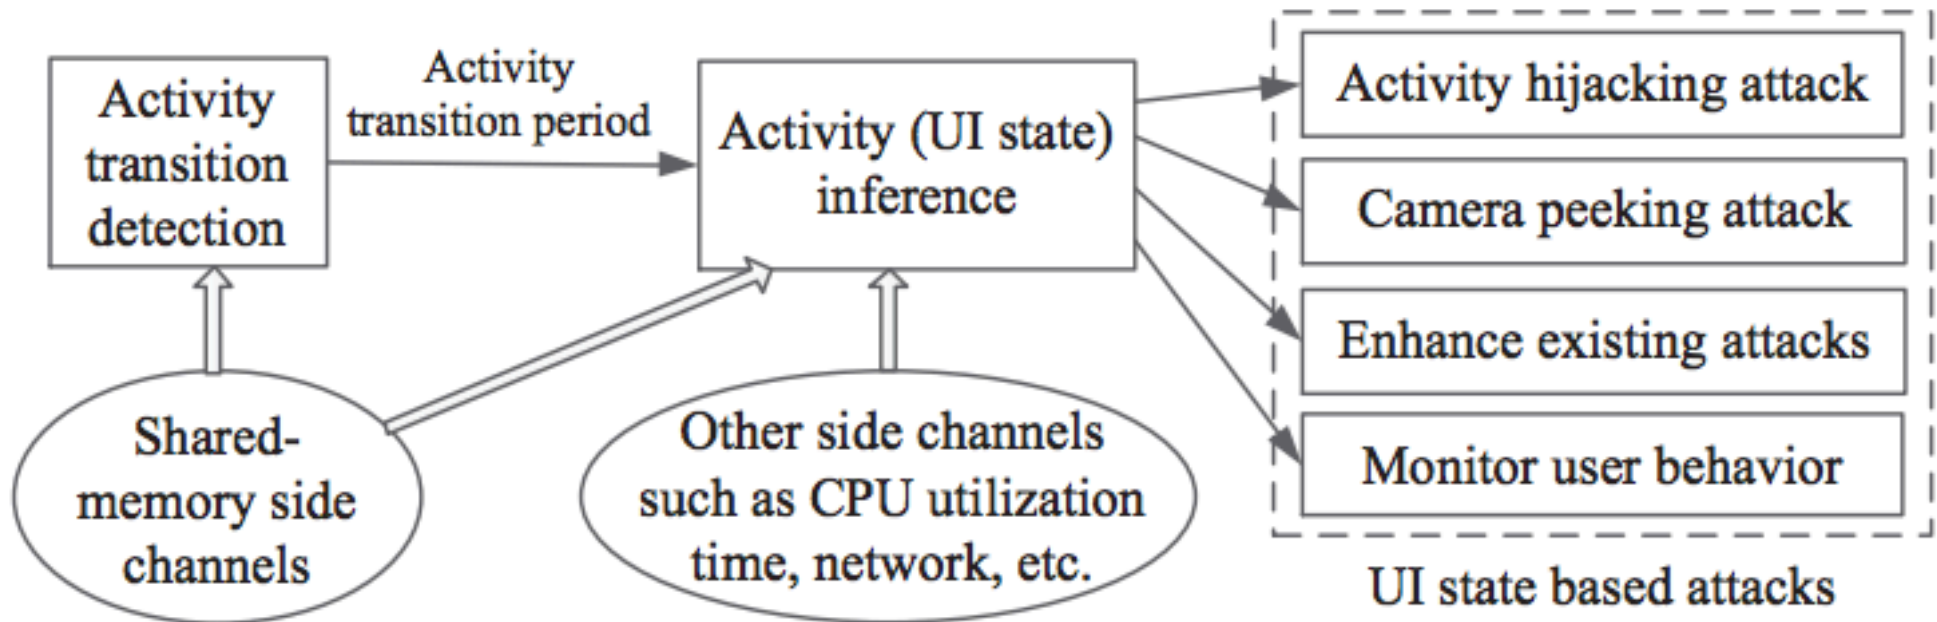 Activity
transition
detection
Activity
transition period
Activity (UI state)
inference
Activity hijacking attack
Camera peeking attack
Enhance existing attacks
Monitor user behavior
Shared-
memory side
channels
Other side channels
such as CPU utilization
time, network, etc.
UI state based attacks